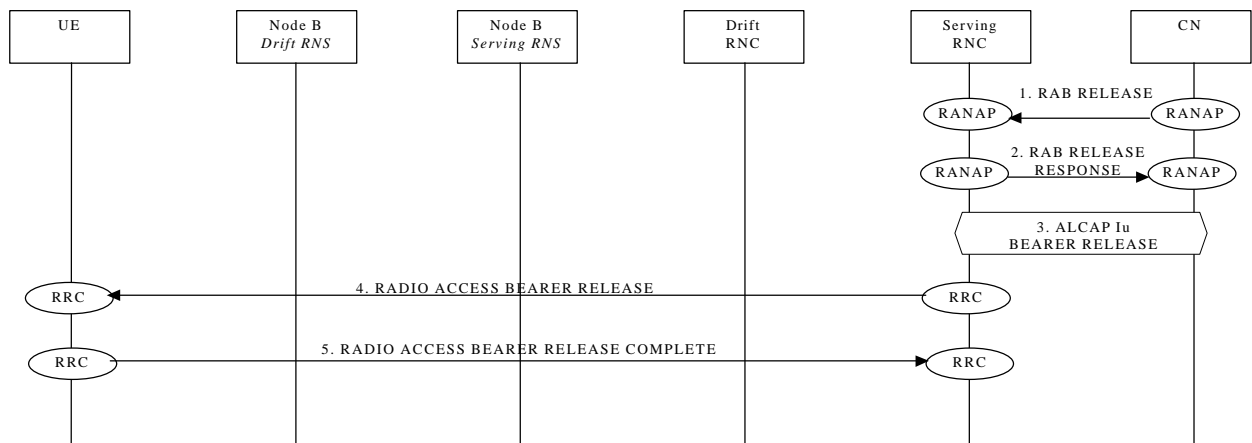 UE
Node B
Drift RNS
Node B
Serving RNS
Drift
RNC
Serving
RNC
CN
1. RAB RELEASE
RANAP
RANAP
2. RAB RELEASE
RESPONSE
RANAP
RANAP
3. ALCAP Iu
BEARER RELEASE
4. RADIO ACCESS BEARER RELEASE
RRC
RRC
5. RADIO ACCESS BEARER RELEASE COMPLETE
RRC
RRC